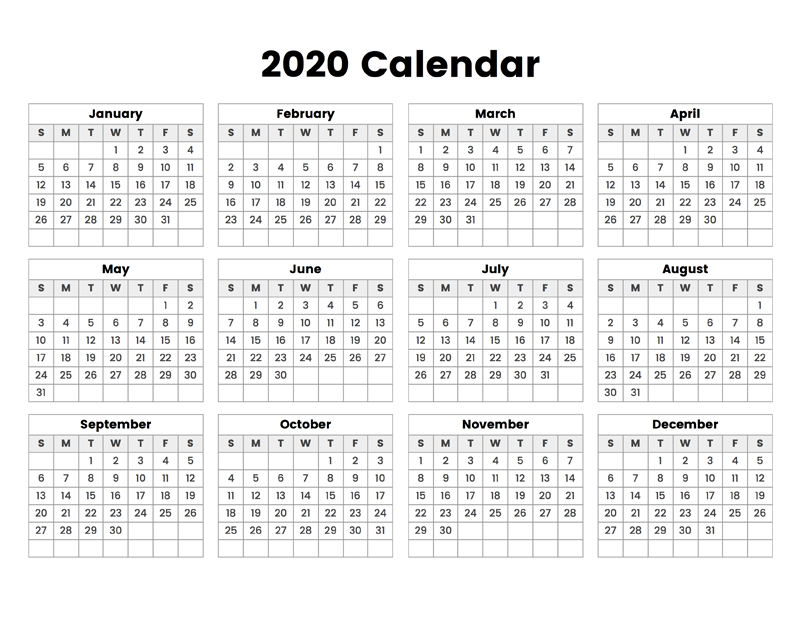 2020 Calendar
January
S M T W T F S
1 2 3 4
5 6 7 8 9 10 11
12 13 14 15 16 17 18
19 20 21 22 23 24 25
26 27 28 29 30 31
February
S M T W T F S
1
2 3 4 5 6 7 8
9 10 11 12 13 14 15
16 17 18 19 20 21 22
23 24 25 26 27 28 29
March
S M T W T F S
1 2 3 4 5 6 7
8 9 10 11 12 13 14
15 16 17 18 19 20 21
22 23 24 25 26 27 28
29 30 31
April
S M T W T F S
1 2 3 4
5 6 7 8 9 10 11
12 13 14 15 16 17 18
19 20 21 22 23 24 25
26 27 28 29 30
May
S M T W T F S
1 2
3 4 5 6 7 8 9
10 11 12 13 14 15 16
17 18 19 20 21 22 23
24 25 26 27 28 29 30
31
June
S M T W T F S
1 2 3 4 5 6
7 8 9 10 11 12 13
14 15 16 17 18 19 20
21 22 23 24 25 26 27
28 29 30
July
S M T W T F S
1 2 3 4
5 6 7 8 9 10 11
12 13 14 15 16 17 18
19 20 21 22 23 24 25
26 27 28 29 30 31
August
S M T W T F S
1
2 3 4 5 6 7 8
9 10 11 12 13 14 15
16 17 18 19 20 21 22
23 24 25 26 27 28 29
30 31
September
S M T W T F S
1 2 3 4 5
6 7 8 9 10 11 12
13 14 15 16 17 18 19
20 21 22 23 24 25 26
27 28 29 30
October
S M T W T F S
1 2 3
4 5 6 7 8 9 10
11 12 13 14 15 16 17
18 19 20 21 22 23 24
25 26 27 28 29 30 31
November
S M T W T F S
1 2 3 4 5 6 7
8 9 10 11 12 13 14
15 16 17 18 19 20 21
22 23 24 25 26 27 28
29 30
December
S M T W T F S
1 2 3 4 5
6 7 8 9 10 11 12
13 14 15 16 17 18 19
20 21 22 23 24 25 26
27 28 29 30 31